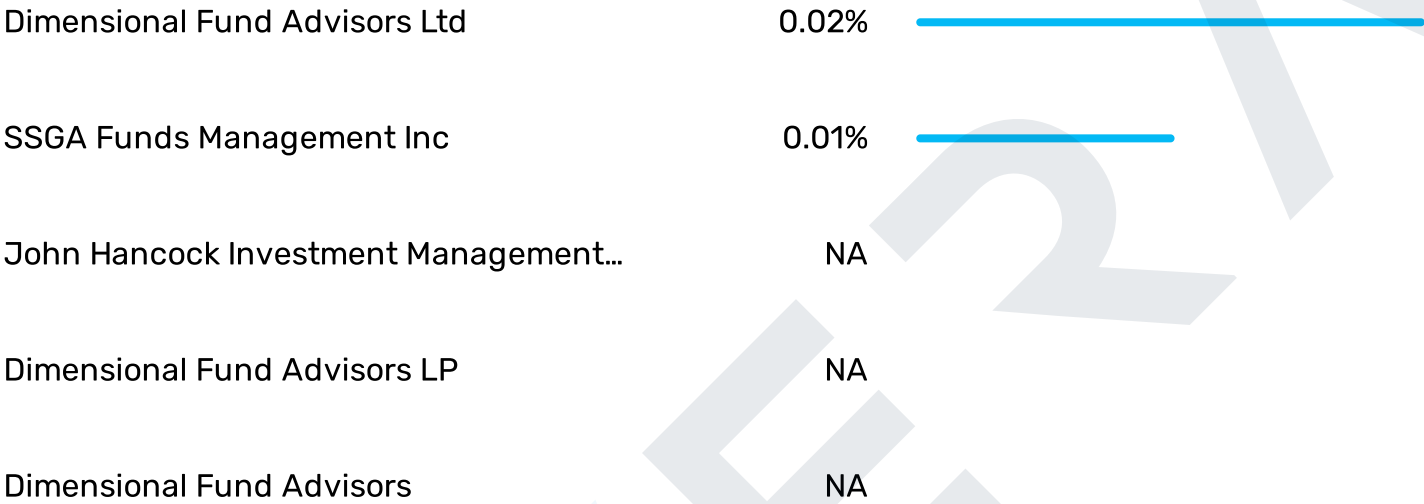 Dimensional Fund Advisors Ltd 0.02%
SSGA Funds Management Inc 0.01%
John Hancock Investment Management... NA
Dimensional Fund Advisors LP NA
Dimensional Fund Advisors NA